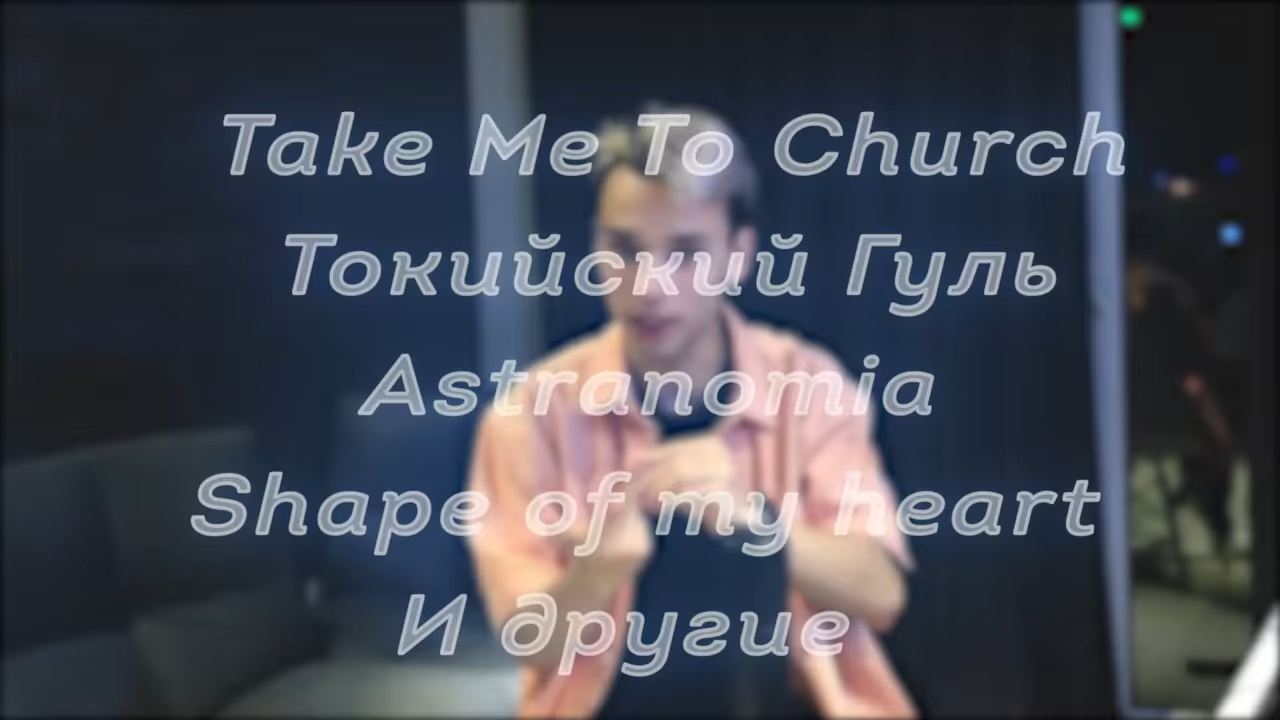 Take Me To Church
Токийский Гуль
Astranomia
Shape of my heart
И другие